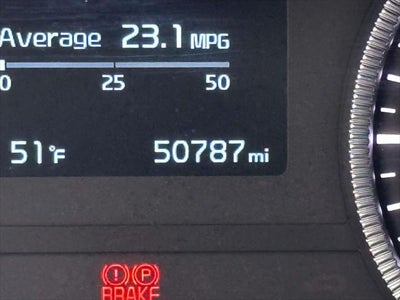 Average 23.1 MPG
0 25 50
51°F 50787 mi
! P
BRAKE